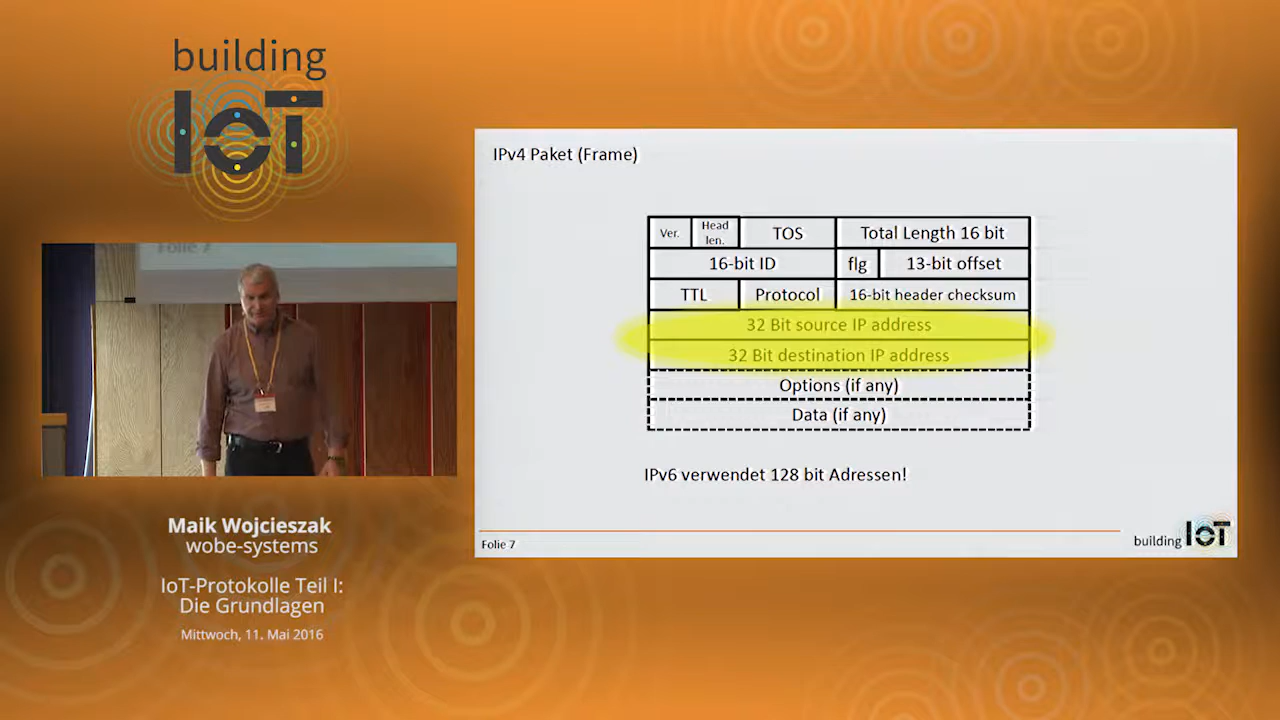 building
IoT
Folie 7
Maik Wojcieszak
wobe-systems
IoT-Protokolle Teil I:
Die Grundlagen
Mittwoch, 11. Mai 2016
IPv4 Paket (Frame)
Ver. Head len. TOS Total Length 16 bit
16-bit ID flg 13-bit offset
TTL Protocol 16-bit header checksum
32 Bit source IP address
32 Bit destination IP address
Options (if any)
Data (if any)
IPv6 verwendet 128 bit Adressen!
Folie 7
building IoT